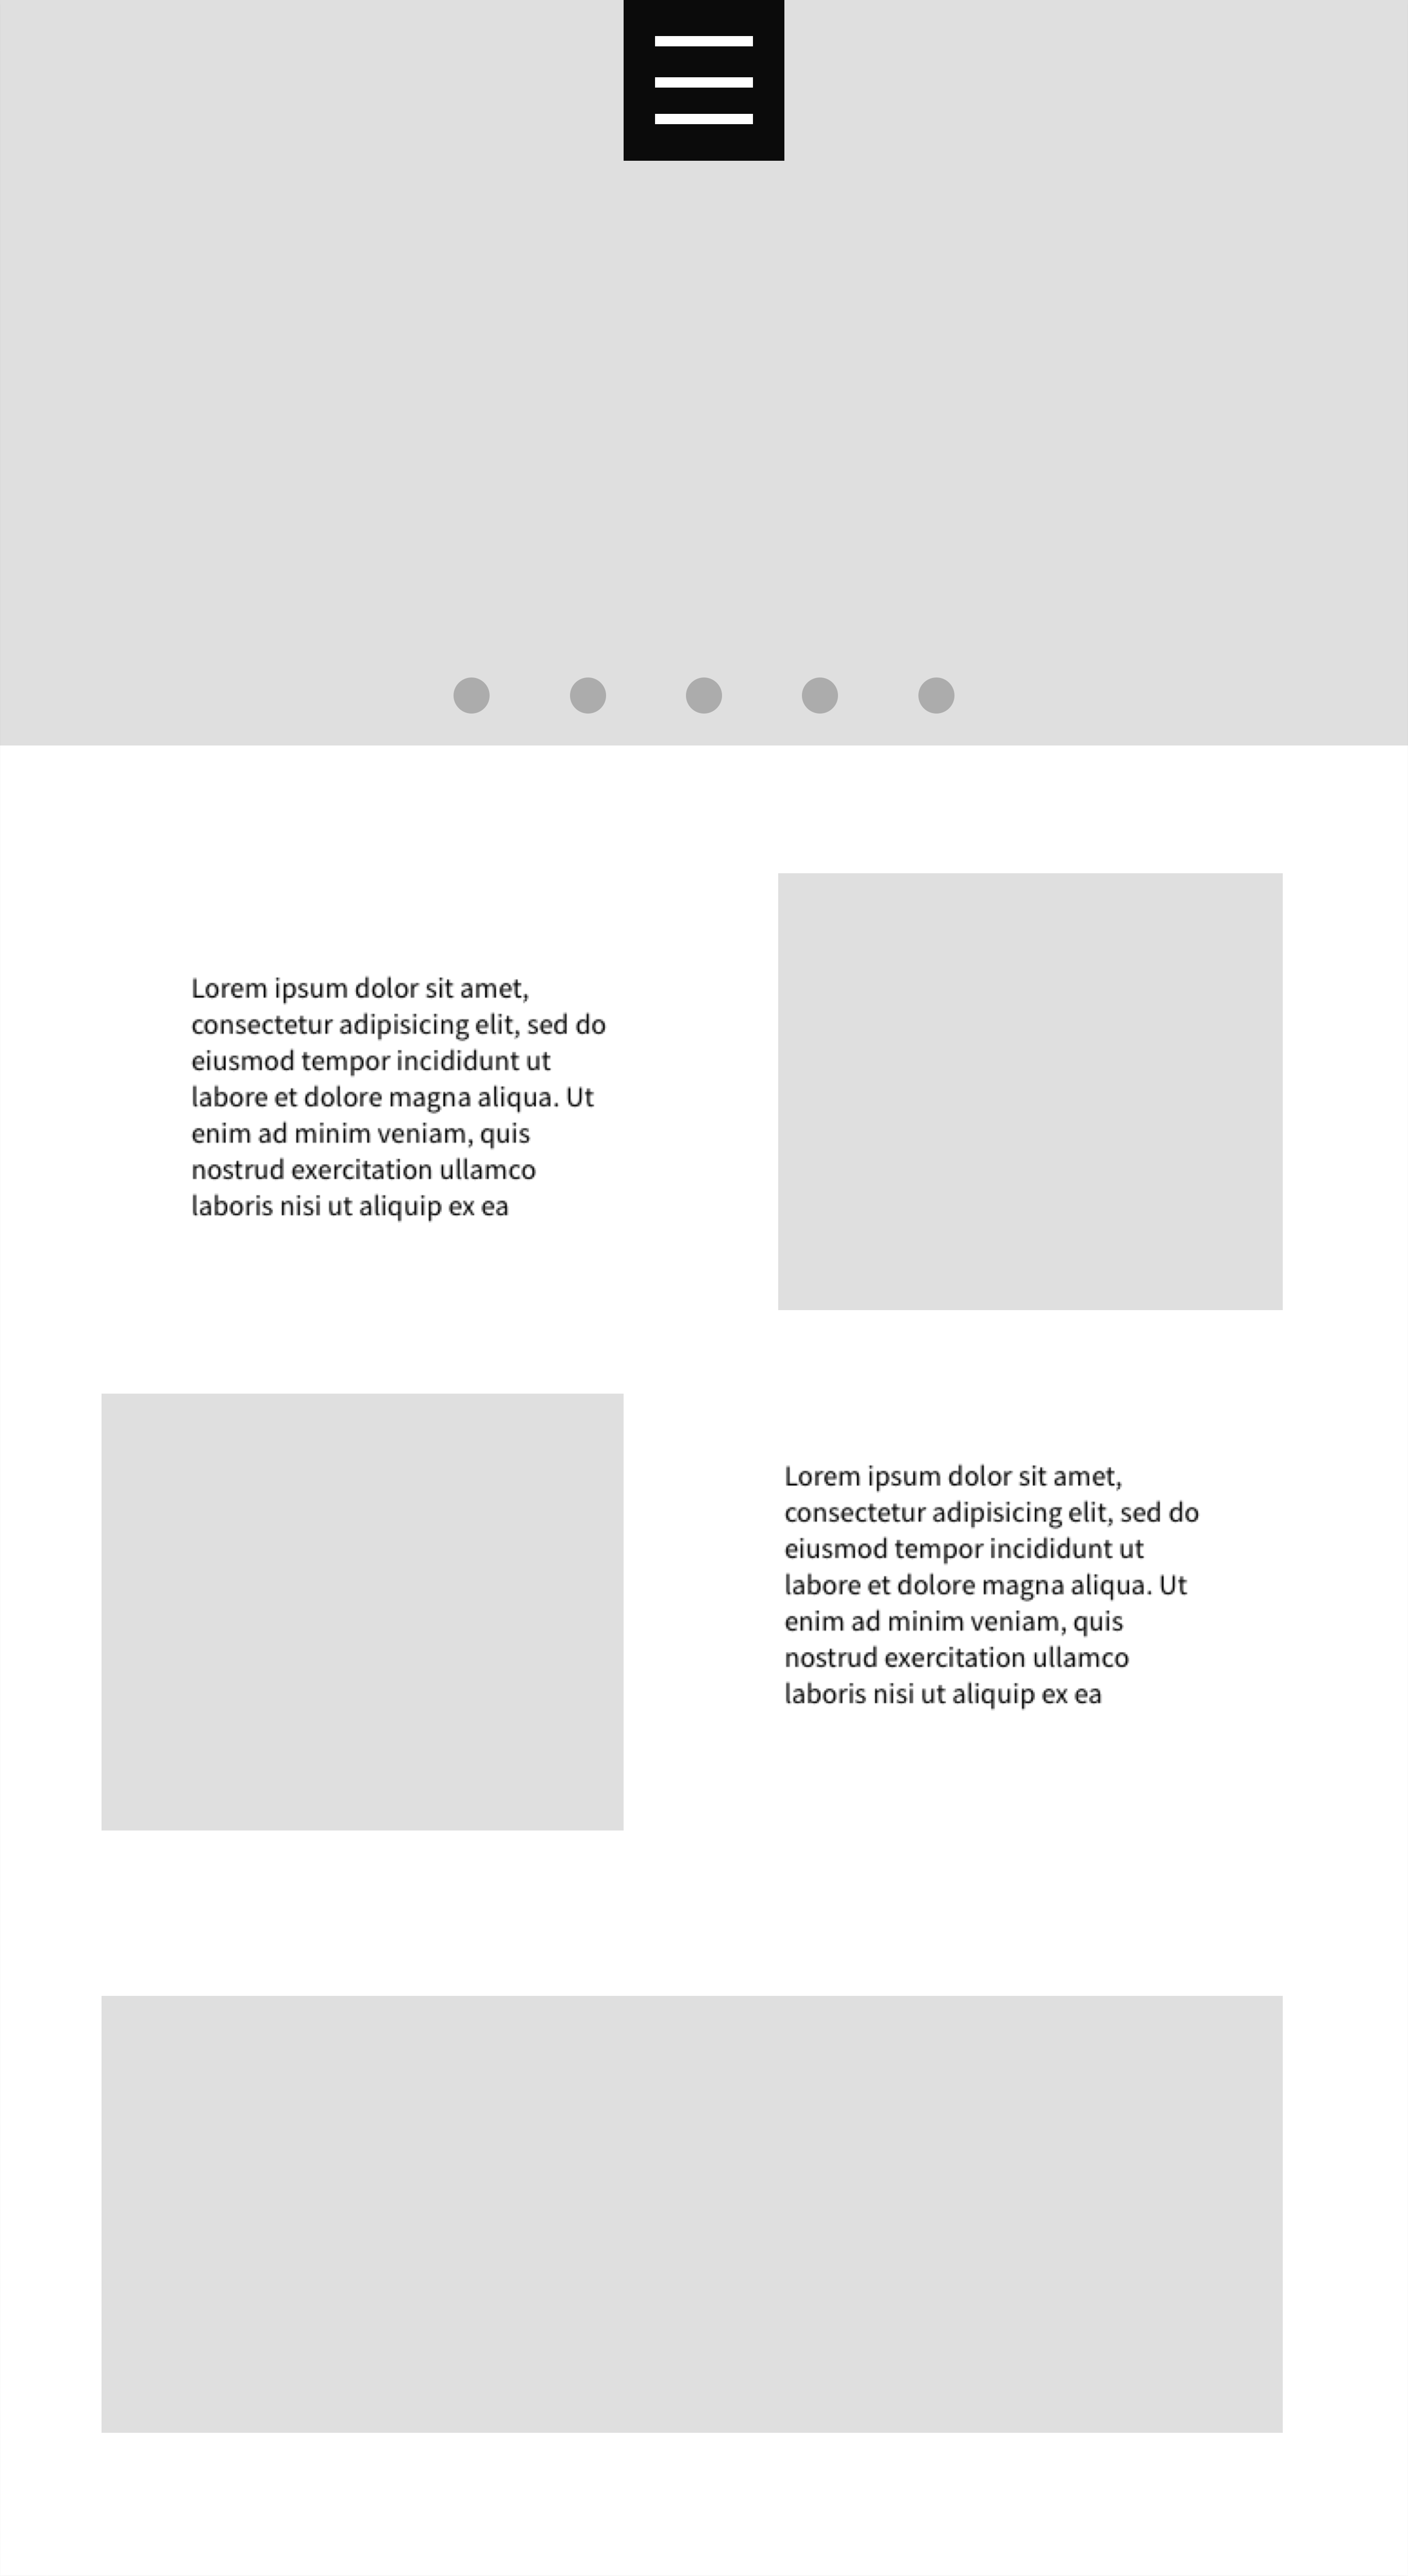 Lorem ipsum dolor sit amet,
consectetur adipisicing elit, sed do
eiusmod tempor incididunt ut
labore et dolore magna aliqua. Ut
enim ad minim veniam, quis
nostrud exercitation ullamco
laboris nisi ut aliquip ex ea
Lorem ipsum dolor sit amet,
consectetur adipisicing elit, sed do
eiusmod tempor incididunt ut
labore et dolore magna aliqua. Ut
enim ad minim veniam, quis
nostrud exercitation ullamco
laboris nisi ut aliquip ex ea